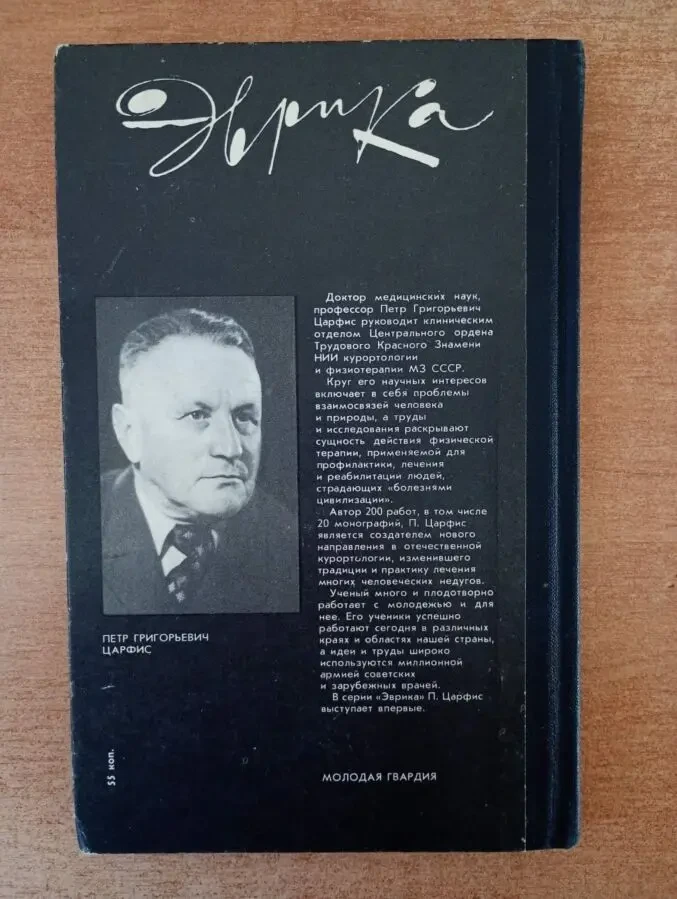 Эврика
Доктор медицинских наук,
профессор Петр Григорьевич
Царфис руководит клиническим
отделом Центрального ордена
Трудового Красного Знамени
НИИ курортологии
и физиотерапии МЗ СССР.
Круг его научных интересов
включает в себя проблемы
взаимосвязей человека
и природы, а труды
и исследования раскрывают
сущность действия физической
терапии, применяемой для
профилактики, лечения
и реабилитации людей,
страдающих «болезнями
цивилизации».
Автор 200 работ, в том числе
20 монографий, П. Царфис
является создателем нового
направления в отечественной
курортологии, изменившего
традиции и практику лечения
многих человеческих недугов.
Ученый много и плодотворно
работает с молодежью и для
нее. Его ученики успешно
работают сегодня в различных
краях и областях нашей страны,
а идеи и труды широко
используются миллионной
армией советских
и зарубежных врачей.
В серии «Эврика» П. Царфис
выступает впервые.
ПЕТР ГРИГОРЬЕВИЧ
ЦАРФИС
55 коп.
МОЛОДАЯ ГВАРДИЯ